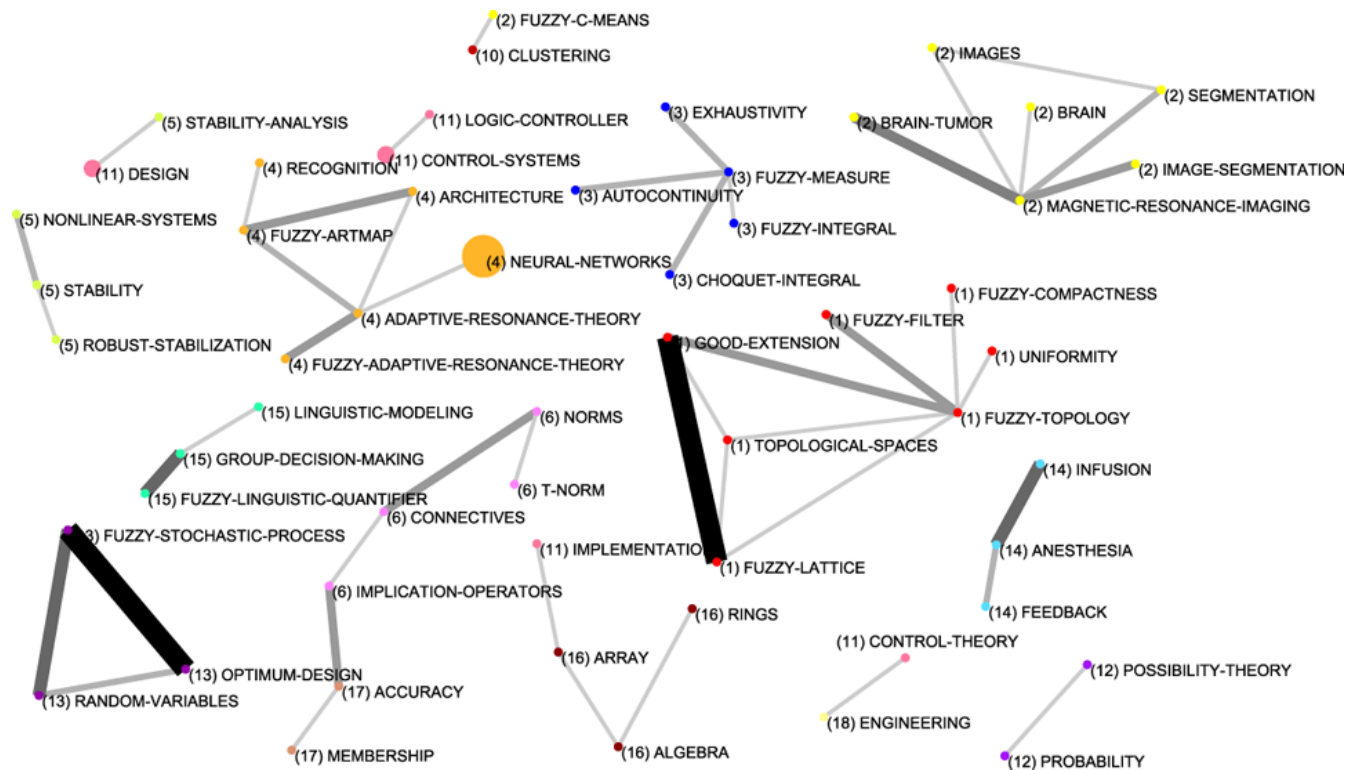 (2) FUZZY-C-MEANS
(10) CLUSTERING
(2) IMAGES
(2) SEGMENTATION
(2) BRAIN
(2) BRAIN-TUMOR
(2) IMAGE-SEGMENTATION
(2) MAGNETIC-RESONANCE-IMAGING
(5) STABILITY-ANALYSIS
(11) DESIGN
(11) LOGIC-CONTROLLER
(11) CONTROL-SYSTEMS
(3) EXHAUSTIVITY
(3) FUZZY-MEASURE
(3) AUTOCONTINUITY
(3) FUZZY-INTEGRAL
(3) CHOQUET-INTEGRAL
(4) RECOGNITION
(4) ARCHITECTURE
(4) FUZZY-ARTMAP
(4) NEURAL-NETWORKS
(4) ADAPTIVE-RESONANCE-THEORY
(4) FUZZY-ADAPTIVE-RESONANCE-THEORY
(5) NONLINEAR-SYSTEMS
(5) STABILITY
(5) ROBUST-STABILIZATION
(1) FUZZY-COMPACTNESS
(1) FUZZY-FILTER
1) GOOD-EXTENSION
(1) UNIFORMITY
(1) FUZZY-TOPOLOGY
(1) TOPOLOGICAL-SPACES
(1) FUZZY-LATTICE
(15) LINGUISTIC-MODELING
(15) GROUP-DECISION-MAKING
(15) FUZZY-LINGUISTIC-QUANTIFIER
(6) NORMS
(6) T-NORM
(6) CONNECTIVES
(6) IMPLICATION-OPERATORS
(14) INFUSION
(14) ANESTHESIA
(14) FEEDBACK
3) FUZZY-STOCHASTIC-PROCESS
(13) OPTIMUM-DESIGN
(13) RANDOM-VARIABLES
(17) ACCURACY
(17) MEMBERSHIP
(11) IMPLEMENTATIO
(16) RINGS
(16) ARRAY
(16) ALGEBRA
(11) CONTROL-THEORY
(18) ENGINEERING
(12) POSSIBILITY-THEORY
(12) PROBABILITY